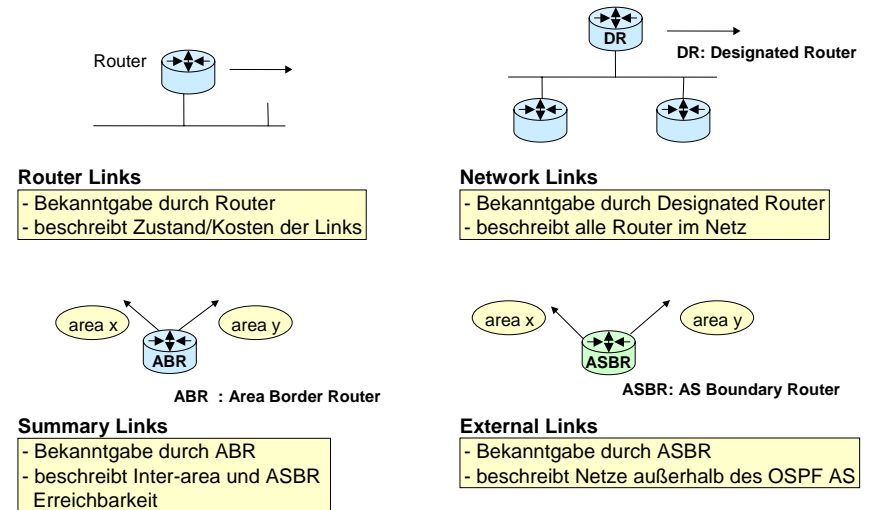 Router
DR
DR: Designated Router
Router Links
- Bekanntgabe durch Router
- beschreibt Zustand/Kosten der Links
Network Links
- Bekanntgabe durch Designated Router
- beschreibt alle Router im Netz
area x
area y
ABR
ABR : Area Border Router
Summary Links
- Bekanntgabe durch ABR
- beschreibt Inter-area und ASBR
Erreichbarkeit
area x
area y
ASBR
ASBR: AS Boundary Router
External Links
- Bekanntgabe durch ASBR
- beschreibt Netze außerhalb des OSPF AS